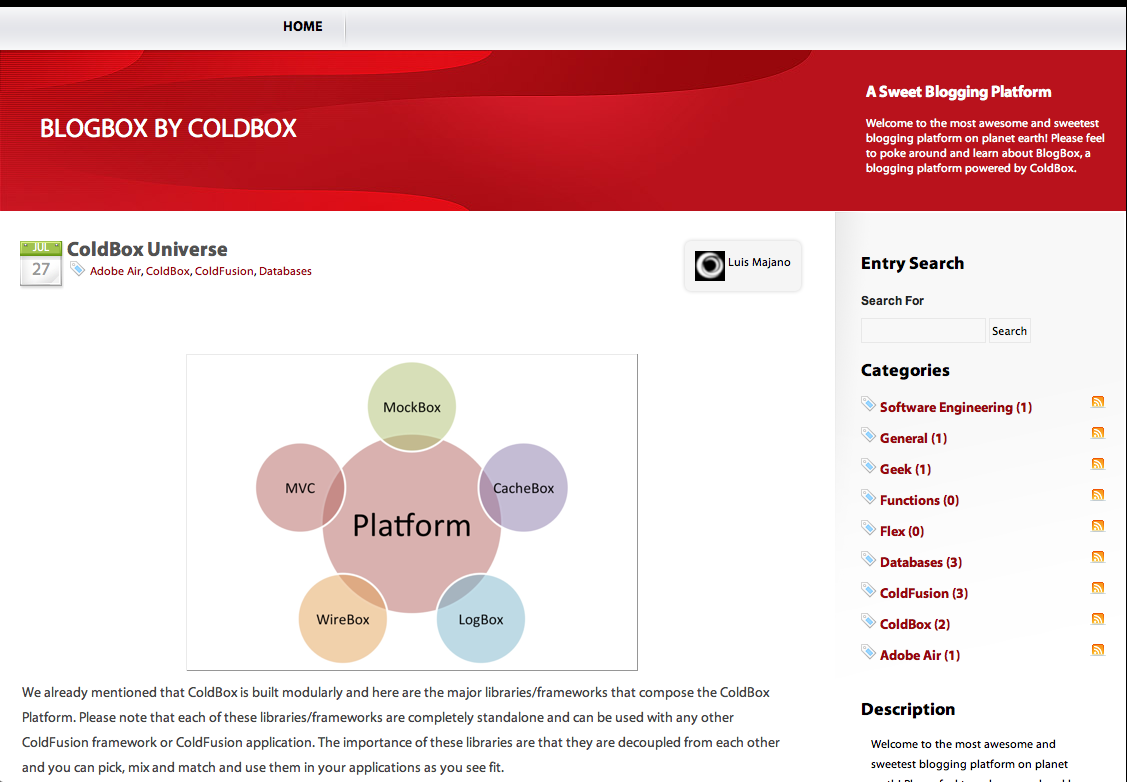 HOME
BLOGBOX BY COLDBOX
A Sweet Blogging Platform
Welcome to the most awesome and sweetest
blogging platform on planet earth! Please feel
to poke around and learn about BlogBox, a
blogging platform powered by ColdBox.
JUL
27
ColdBox Universe
Adobe Air, ColdBox, ColdFusion, Databases
Luis Majano
MockBox
MVC
CacheBox
Platform
WireBox
LogBox
We already mentioned that ColdBox is built modularly and here are the major libraries/frameworks that compose the ColdBox
Platform. Please note that each of these libraries/frameworks are completely standalone and can be used with any other
ColdFusion framework or ColdFusion application. The importance of these libraries are that they are decoupled from each other
and you can pick, mix and match and use them in your applications as you see fit.
Entry Search
Search For
Search
Categories
Software Engineering (1)
General (1)
Geek (1)
Functions (0)
Flex (0)
Databases (3)
ColdFusion (3)
ColdBox (2)
Adobe Air (1)
Description
Welcome to the most awesome and
sweetest blogging platform on planet